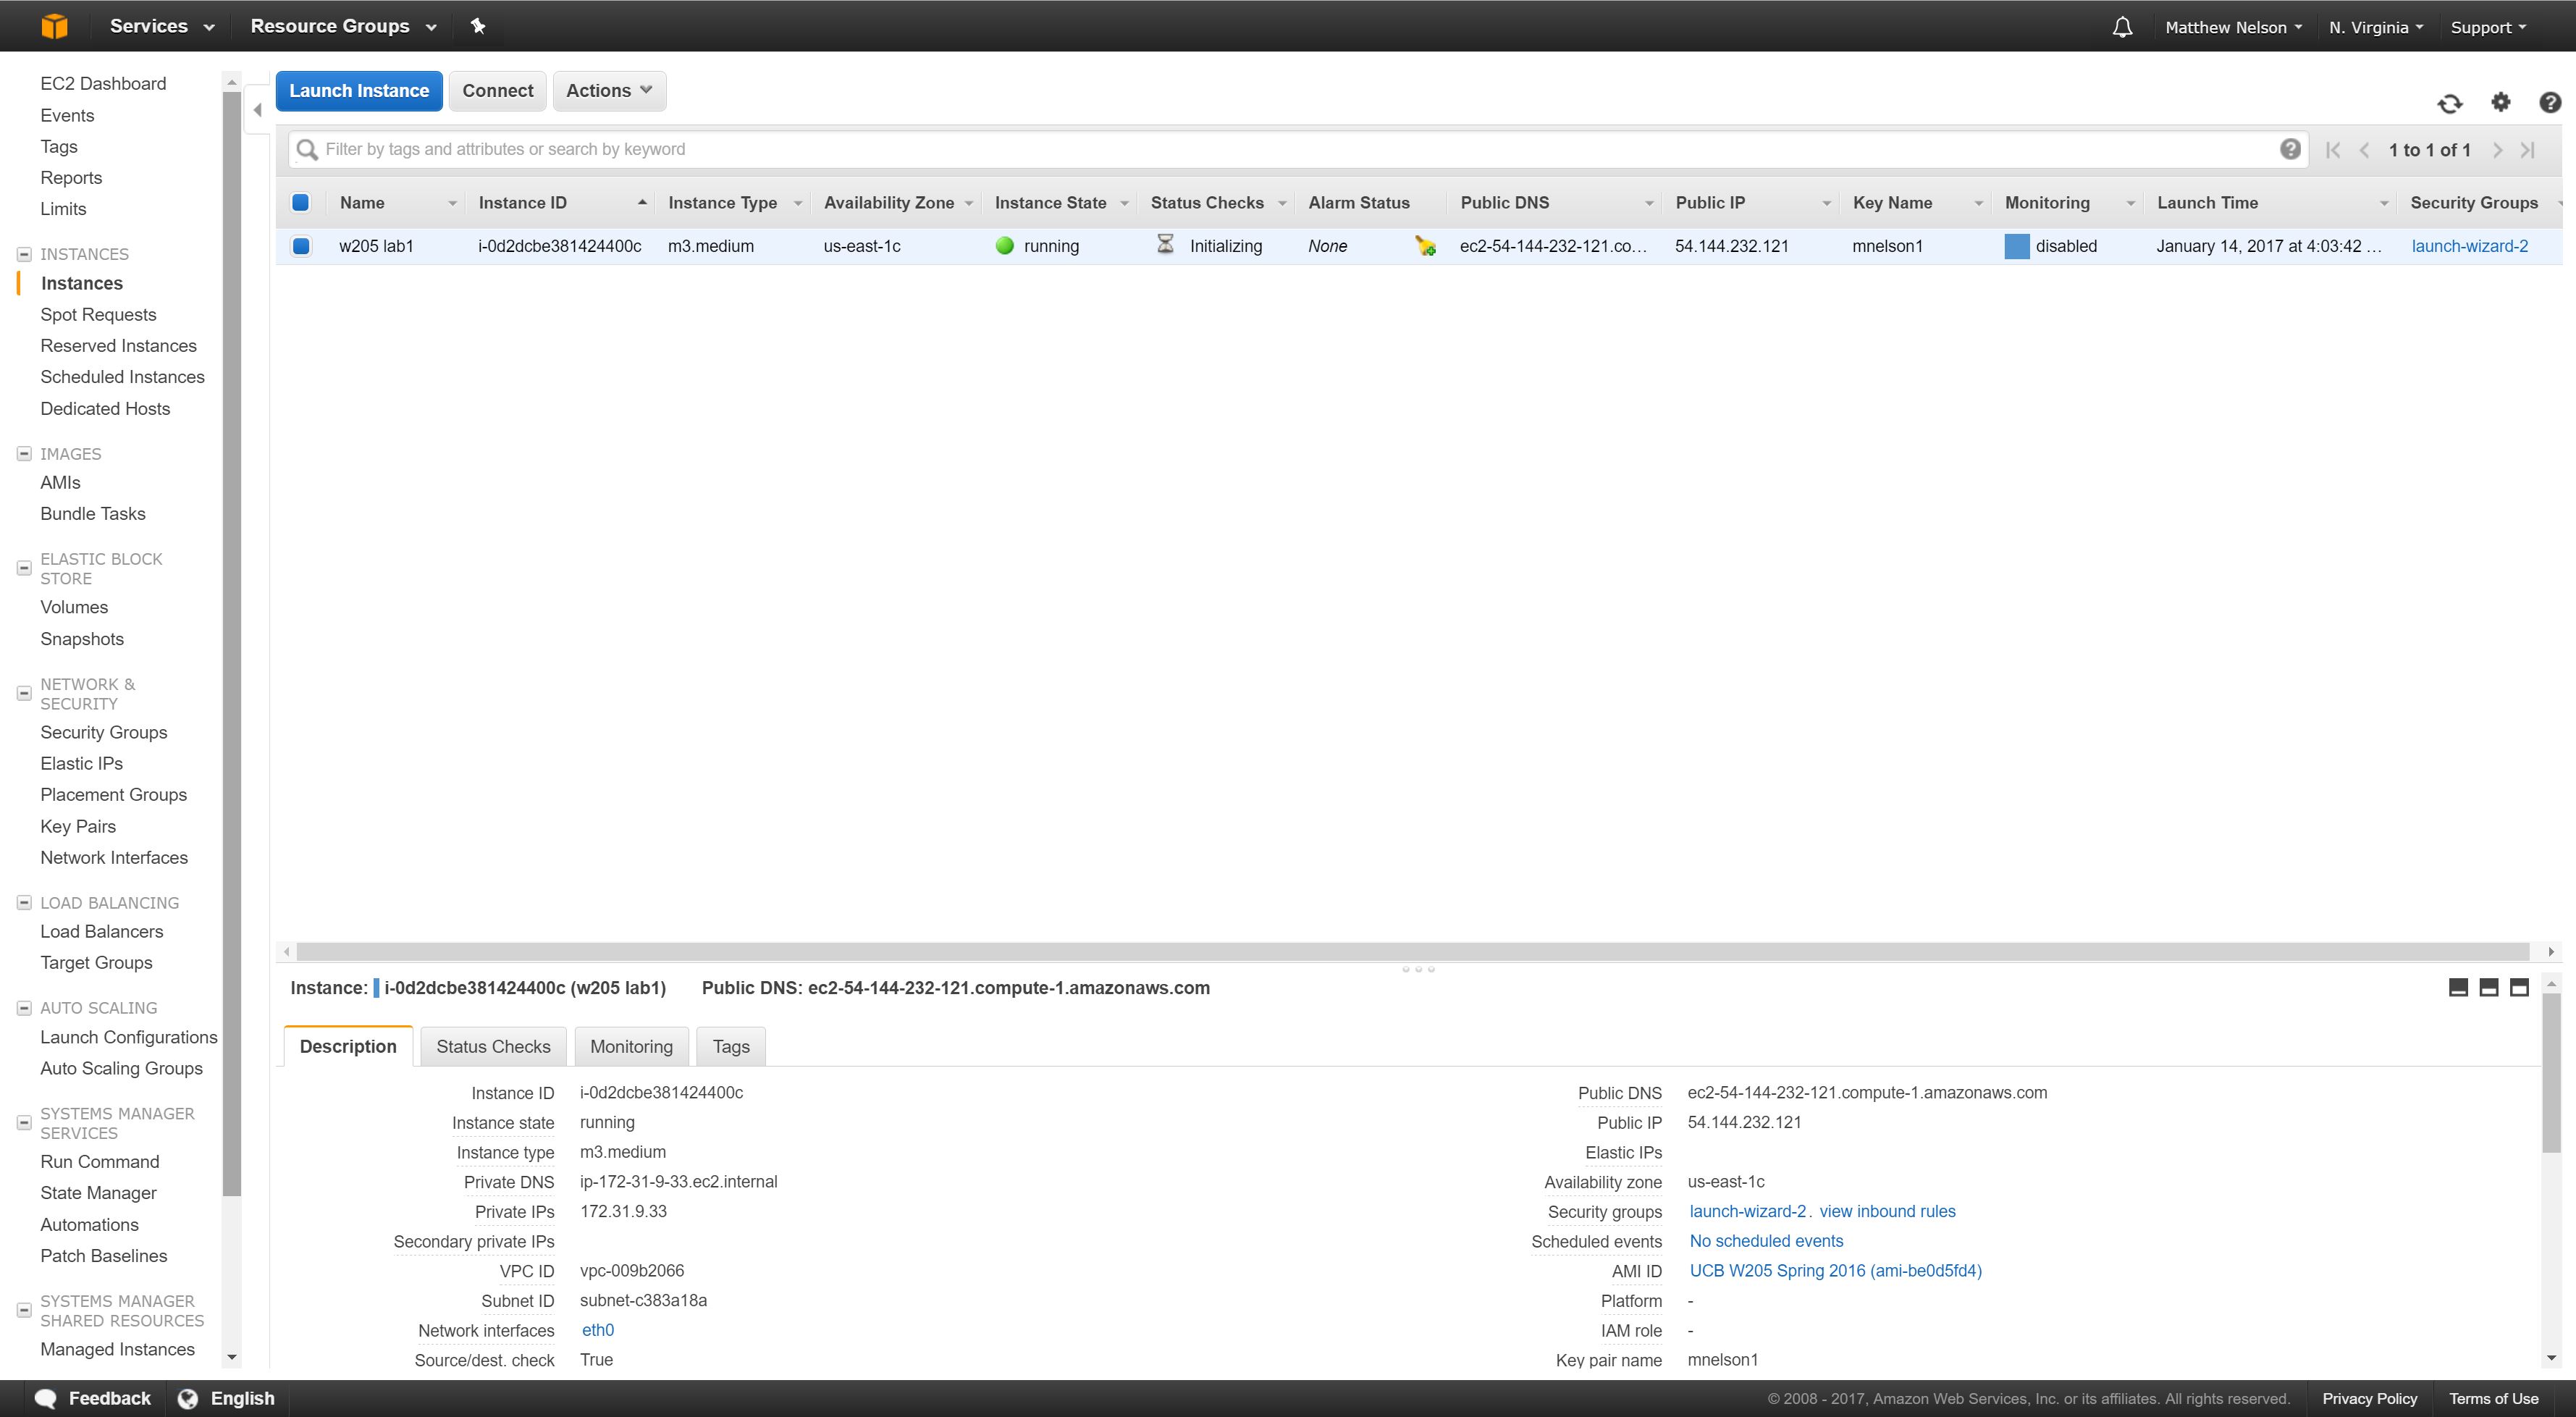 Services Resource Groups Matthew Nelson N. Virginia Support
EC2 Dashboard
Events
Tags
Reports
Limits
INSTANCES
Instances
Spot Requests
Reserved Instances
Scheduled Instances
Dedicated Hosts
IMAGES
AMIs
Bundle Tasks
ELASTIC BLOCK
STORE
Volumes
Snapshots
NETWORK &
SECURITY
Security Groups
Elastic IPs
Placement Groups
Key Pairs
Network Interfaces
LOAD BALANCING
Load Balancers
Target Groups
AUTO SCALING
Launch Configurations
Auto Scaling Groups
SYSTEMS MANAGER
SERVICES
Run Command
State Manager
Automations
Patch Baselines
SYSTEMS MANAGER
SHARED RESOURCES
Managed Instances
Launch Instance Connect Actions
Filter by tags and attributes or search by keyword 1 to 1 of 1
Name Instance ID Instance Type Availability Zone Instance State Status Checks Alarm Status Public DNS Public IP Key Name Monitoring Launch Time Security Groups
w205 lab1 i-0d2dcbe381424400c m3.medium us-east-1c running Initializing None ec2-54-144-232-121.co... 54.144.232.121 mnelson1 disabled January 14, 2017 at 4:03:42 ... launch-wizard-2
Instance: i-0d2dcbe381424400c (w205 lab1) Public DNS: ec2-54-144-232-121.compute-1.amazonaws.com
Description Status Checks Monitoring Tags
Instance ID i-0d2dcbe381424400c
Instance state running
Instance type m3.medium
Private DNS ip-172-31-9-33.ec2.internal
Private IPs 172.31.9.33
Secondary private IPs
VPC ID vpc-009b2066
Subnet ID subnet-c383a18a
Network interfaces eth0
Source/dest. check True
Public DNS ec2-54-144-232-121.compute-1.amazonaws.com
Public IP 54.144.232.121
Elastic IPs
Availability zone us-east-1c
Security groups launch-wizard-2. view inbound rules
Scheduled events No scheduled events
AMI ID UCB W205 Spring 2016 (ami-be0d5fd4)
Platform -
IAM role -
Key pair name mnelson1
Feedback English © 2008 - 2017, Amazon Web Services, Inc. or its affiliates. All rights reserved. Privacy Policy Terms of Use